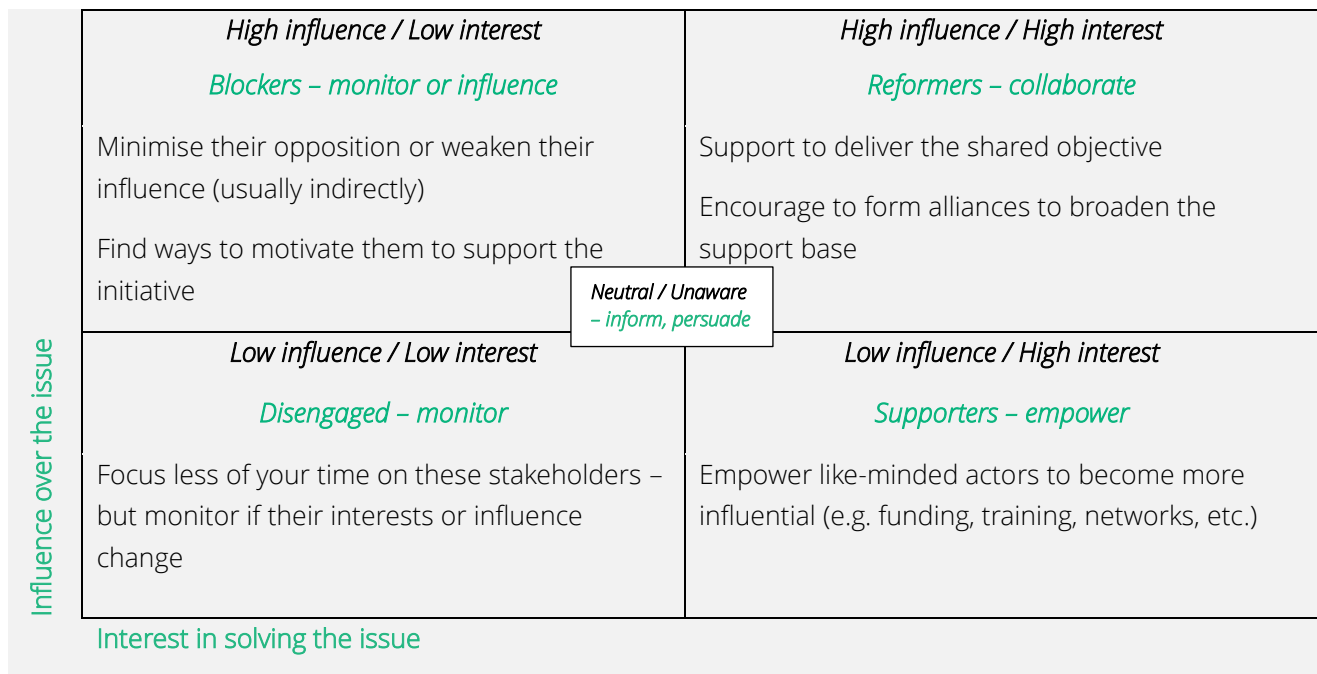 High influence / Low interest
Blockers – monitor or influence
Minimise their opposition or weaken their
influence (usually indirectly)
Find ways to motivate them to support the
initiative
High influence / High interest
Reformers – collaborate
Support to deliver the shared objective
Encourage to form alliances to broaden the
support base
Neutral / Unaware
– inform, persuade
Low influence / Low interest
Disengaged – monitor
Focus less of your time on these stakeholders –
but monitor if their interests or influence
change
Low influence / High interest
Supporters – empower
Empower like-minded actors to become more
influential (e.g. funding, training, networks, etc.)
Influence over the issue
Interest in solving the issue